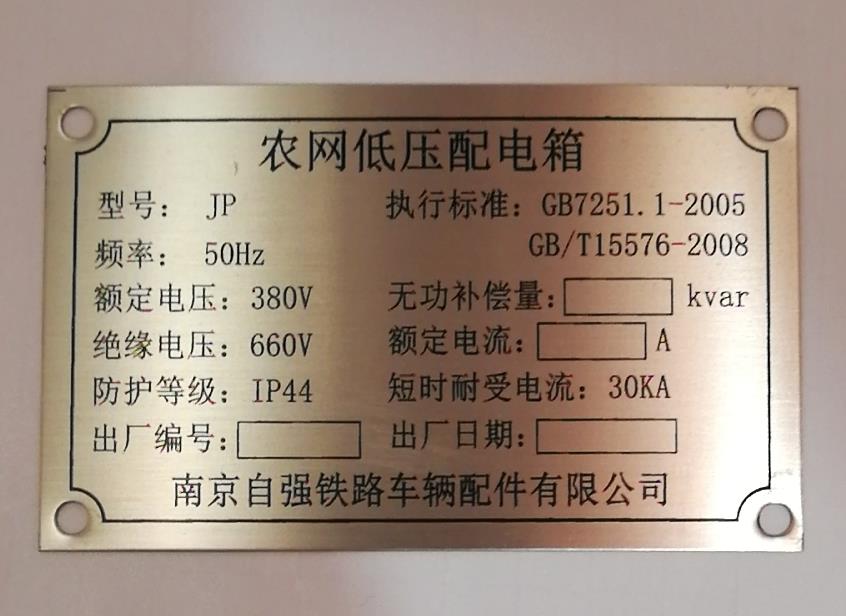 农网低压配电箱
型号： JP 执行标准：GB7251.1-2005
GB/T15576-2008
频率： 50Hz
额定电压：380V 无功补偿量： kvar
绝缘电压：660V 额定电流： A
防护等级：IP44 短时耐受电流：30KA
出厂编号： 出厂日期：
南京自强铁路车辆配件有限公司